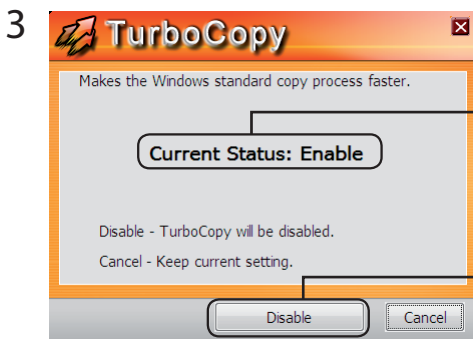 3
TurboCopy
Makes the Windows standard copy process faster.
Current Status: Enable
Disable - TurboCopy will be disabled.
Cancel - Keep current setting.
Disable Cancel